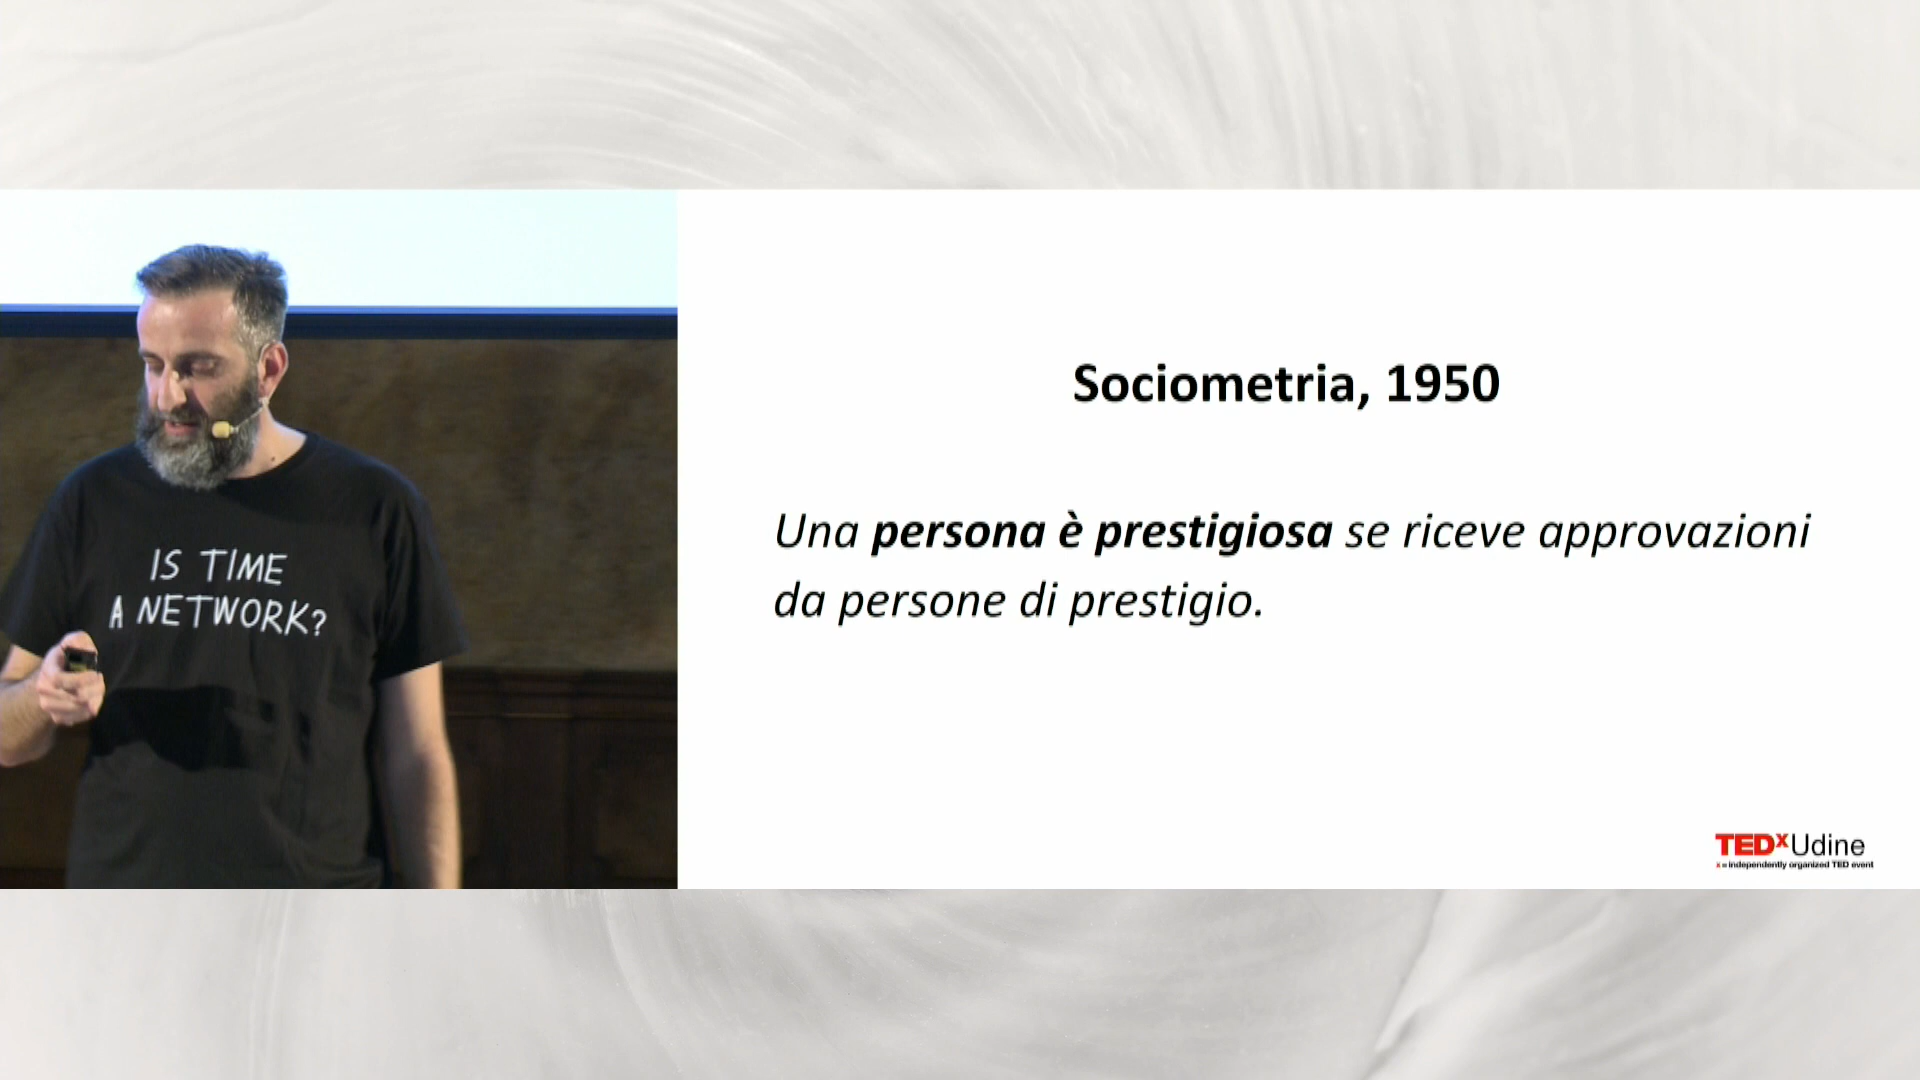 IS TIME
A NETWORK?
Sociometria, 1950
Una persona è prestigiosa se riceve approvazioni
da persone di prestigio.
TEDxUdine
x = independently organized TED event